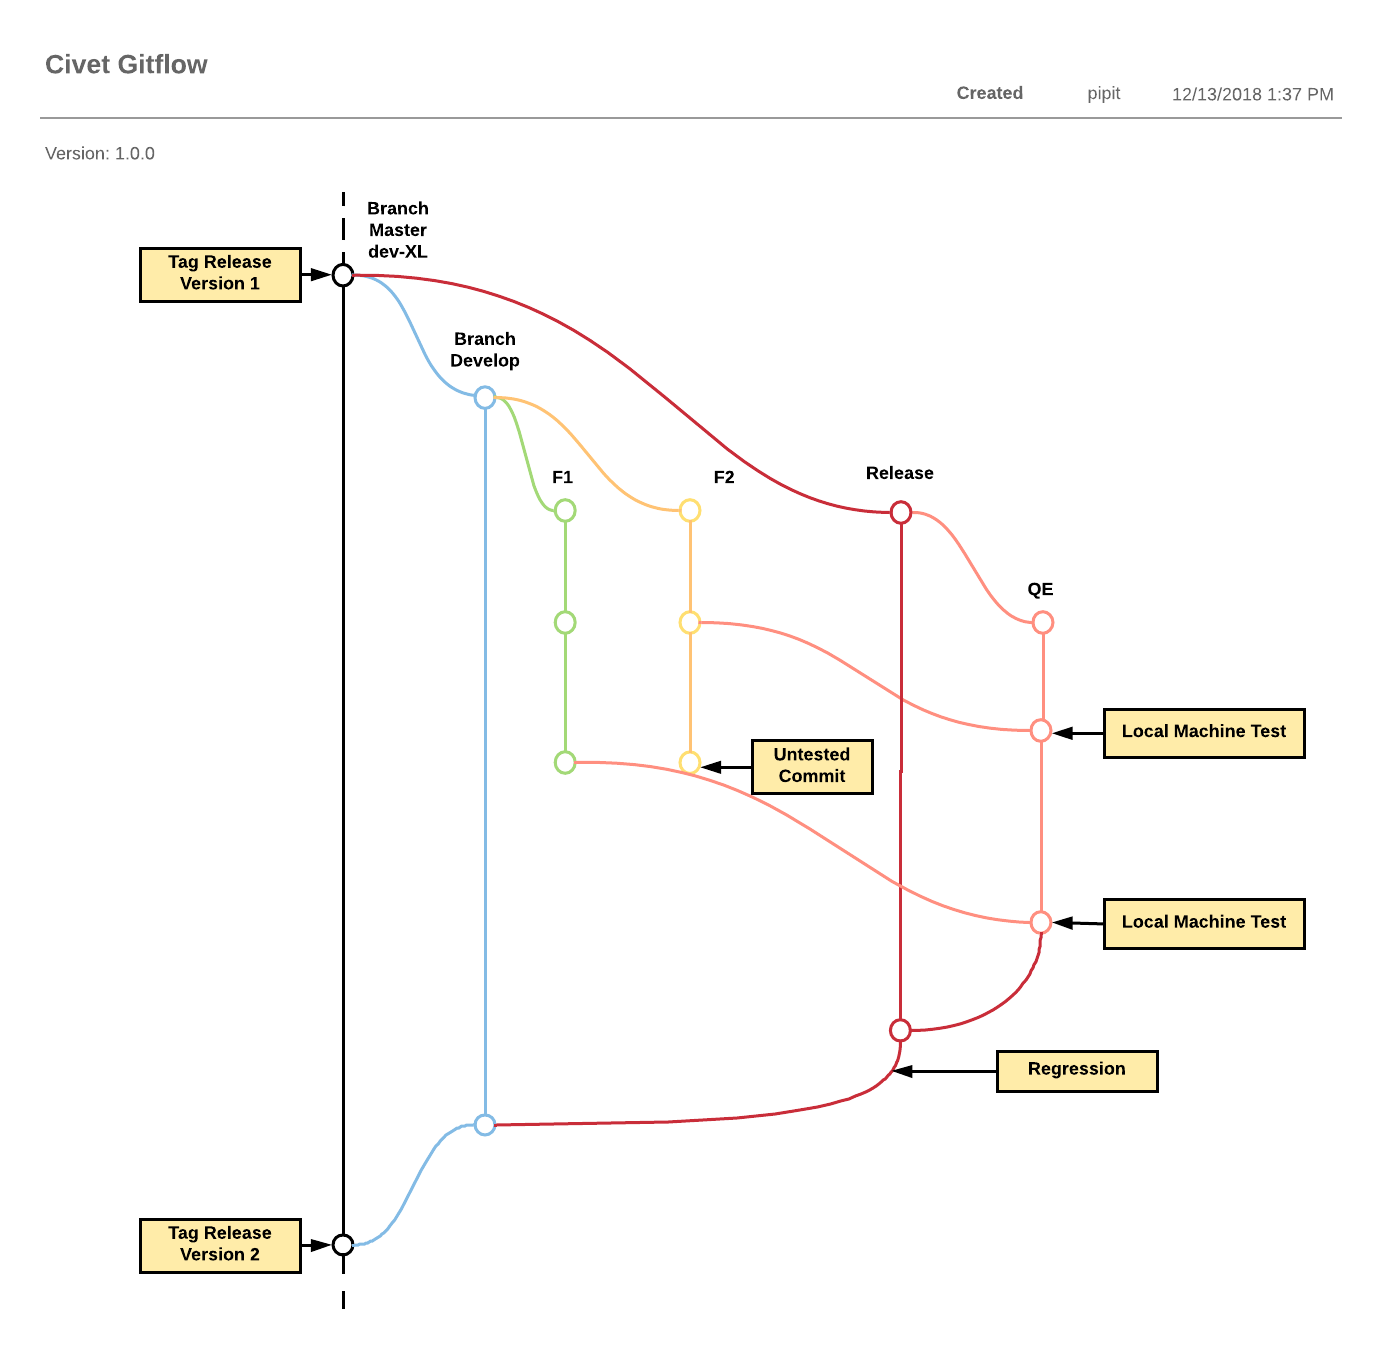 Civet Gitflow
Created pipit 12/13/2018 1:37 PM
Version: 1.0.0
Branch
Master
dev-XL
Tag Release
Version 1
Branch
Develop
F1
F2
Release
QE
Local Machine Test
Untested
Commit
Local Machine Test
Regression
Tag Release
Version 2